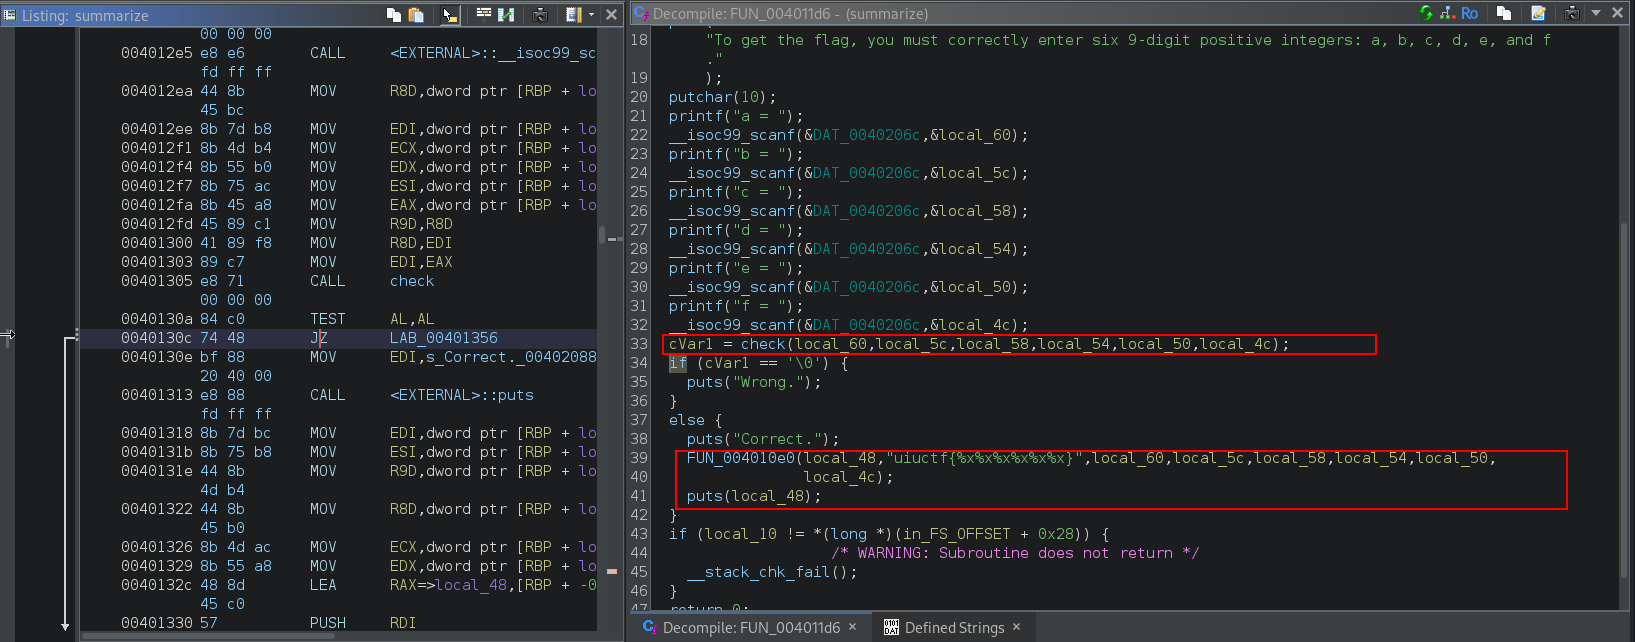 Listing: summarize
00 00 00
004012e5 e8 e6 CALL <EXTERNAL>::__isoc99_sc
fd ff ff
004012ea 44 8b MOV R8D,dword ptr [RBP + lo
45 bc
004012ee 8b 7d b8 MOV EDI,dword ptr [RBP + lo
004012f1 8b 4d b4 MOV ECX,dword ptr [RBP + lo
004012f4 8b 55 b0 MOV EDX,dword ptr [RBP + lo
004012f7 8b 75 ac MOV ESI,dword ptr [RBP + lo
004012fa 8b 45 a8 MOV EAX,dword ptr [RBP + lo
004012fd 45 89 c1 MOV R9D,R8D
00401300 41 89 f8 MOV R8D,EDI
00401303 89 c7 MOV EDI,EAX
00401305 e8 71 CALL check
00 00 00
0040130a 84 c0 TEST AL,AL
0040130c 74 48 JZ LAB_00401356
0040130e bf 88 MOV EDI,s_Correct._00402088
20 40 00
00401313 e8 88 CALL <EXTERNAL>::puts
fd ff ff
00401318 8b 7d bc MOV EDI,dword ptr [RBP + lo
0040131b 8b 75 b8 MOV ESI,dword ptr [RBP + lo
0040131e 44 8b MOV R9D,dword ptr [RBP + lo
4d b4
00401322 44 8b MOV R8D,dword ptr [RBP + lo
45 b0
00401326 8b 4d ac MOV ECX,dword ptr [RBP + lo
00401329 8b 55 a8 MOV EDX,dword ptr [RBP + lo
0040132c 48 8d LEA RAX=>local_48,[RBP + -0
45 c0
00401330 57 PUSH RDI
Decompile: FUN_004011d6 - (summarize)
Ro
18 "To get the flag, you must correctly enter six 9-digit positive integers: a, b, c, d, e, and f
."
19 );
20 putchar(10);
21 printf("a = ");
22 __isoc99_scanf(&DAT_0040206c,&local_60);
23 printf("b = ");
24 __isoc99_scanf(&DAT_0040206c,&local_5c);
25 printf("c = ");
26 __isoc99_scanf(&DAT_0040206c,&local_58);
27 printf("d = ");
28 __isoc99_scanf(&DAT_0040206c,&local_54);
29 printf("e = ");
30 __isoc99_scanf(&DAT_0040206c,&local_50);
31 printf("f = ");
32 __isoc99_scanf(&DAT_0040206c,&local_4c);
33 cVar1 = check(local_60,local_5c,local_58,local_54,local_50,local_4c);
34 if (cVar1 == '\0') {
35 puts("Wrong.");
36 }
37 else {
38 puts("Correct.");
39 FUN_004010e0(local_48,"uiuctf{%x%x%x%x%x%x}",local_60,local_5c,local_58,local_54,local_50,
40 local_4c);
41 puts(local_48);
42 }
43 if (local_10 != *(long *)(in_FS_OFFSET + 0x28)) {
44 /* WARNING: Subroutine does not return */
45 __stack_chk_fail();
46 }
47 return 0;
Decompile: FUN_004011d6 ×
Defined Strings ×